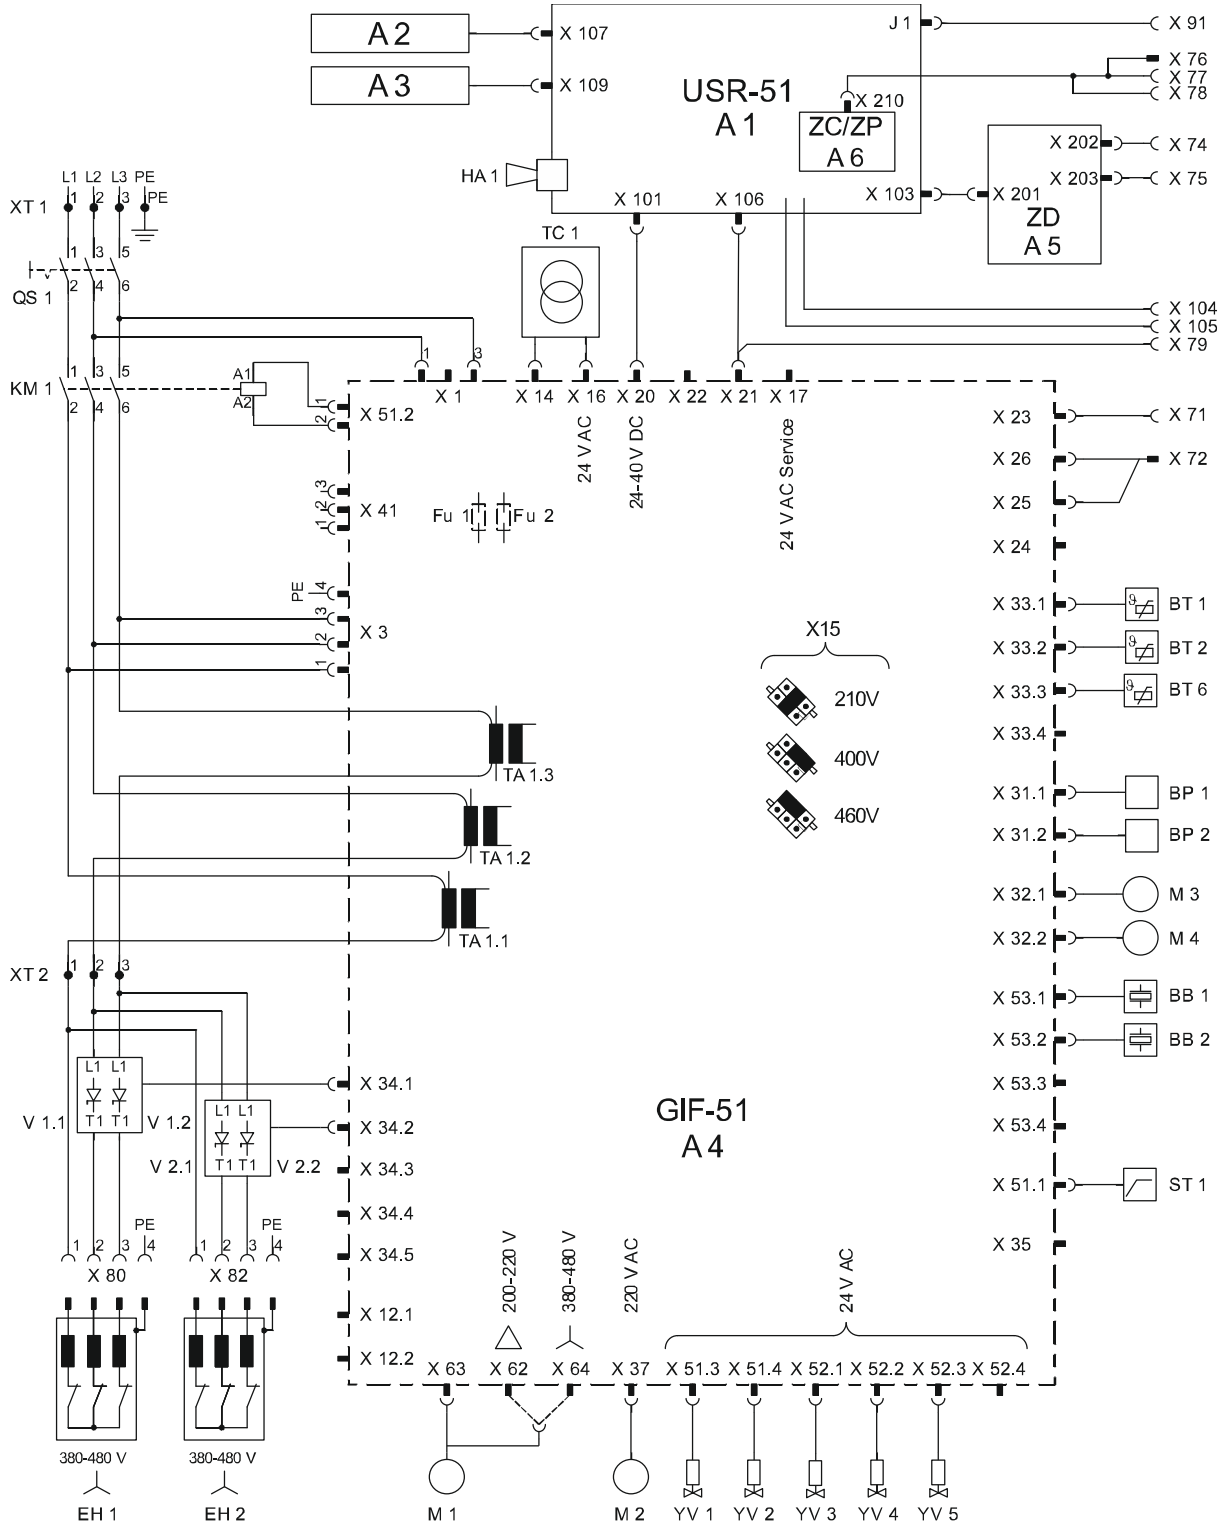 A 2
X 107
J 1
X 91
A 3
X 109
USR-51
A 1
X 76
X 77
X 78
X 210
ZC/ZP
A 6
X 202
X 74
X 203
X 75
HA 1
X 101
X 106
X 103
X 201
ZD
A 5
L1 L2 L3 PE
XT 1
1 2 3 PE
TC 1
1 3 5
QS 1
2 4 6
X 104
X 105
X 79
1 3
KM 1
1 3 5
2 4 6
A1
A2
1
2
X 51.2
X 1
X 14
X 16
X 20
X 22
X 21
X 17
24 V AC
24-40 V DC
24 V AC Service
X 23
X 71
X 26
X 72
X 25
X 24
3
2
1
X 41
Fu 1
Fu 2
PE
4
3
2
1
X 3
X 33.1
BT 1
X 33.2
BT 2
X 33.3
BT 6
X 33.4
ϑ
ϑ
ϑ
X15
210V
400V
460V
TA 1.3
TA 1.2
TA 1.1
X 31.1
BP 1
X 31.2
BP 2
X 32.1
M 3
X 32.2
M 4
XT 2
1 2 3
X 53.1
BB 1
X 53.2
BB 2
X 53.3
X 53.4
X 51.1
ST 1
X 35
L1 L1
T1 T1
V 1.1
V 1.2
L1 L1
T1 T1
V 2.1
V 2.2
X 34.1
X 34.2
X 34.3
X 34.4
X 34.5
X 12.1
X 12.2
GIF-51
A 4
PE
1 2 3 4
X 80
PE
1 2 3 4
X 82
200-220 V
380-480 V
220 V AC
24 V AC
X 63
X 62
X 64
X 37
X 51.3
X 51.4
X 52.1
X 52.2
X 52.3
X 52.4
380-480 V
EH 1
380-480 V
EH 2
M 1
M 2
YV 1
YV 2
YV 3
YV 4
YV 5